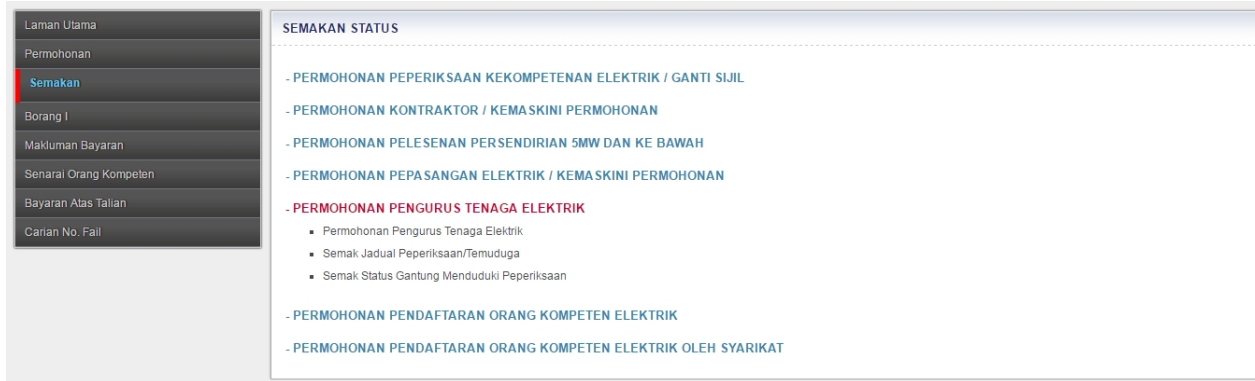 Laman Utama
Permohonan
Semakan
Borang I
Makluman Bayaran
Senarai Orang Kompeten
Bayaran Atas Talian
Carian No. Fail
SEMAKAN STATUS
- PERMOHONAN PEPERIKSAAN KEKOMPETENAN ELEKTRIK / GANTI SIJIL
- PERMOHONAN KONTRAKTOR / KEMASKINI PERMOHONAN
- PERMOHONAN PELESENAN PERSENDIRIAN 5MW DAN KE BAWAH
- PERMOHONAN PEPASANGAN ELEKTRIK / KEMASKINI PERMOHONAN
- PERMOHONAN PENGURUS TENAGA ELEKTRIK
▪ Permohonan Pengurus Tenaga Elektrik
▪ Semak Jadual Peperiksaan/Temuduga
▪ Semak Status Gantung Menduduki Peperiksaan
- PERMOHONAN PENDAFTARAN ORANG KOMPETEN ELEKTRIK
- PERMOHONAN PENDAFTARAN ORANG KOMPETEN ELEKTRIK OLEH SYARIKAT